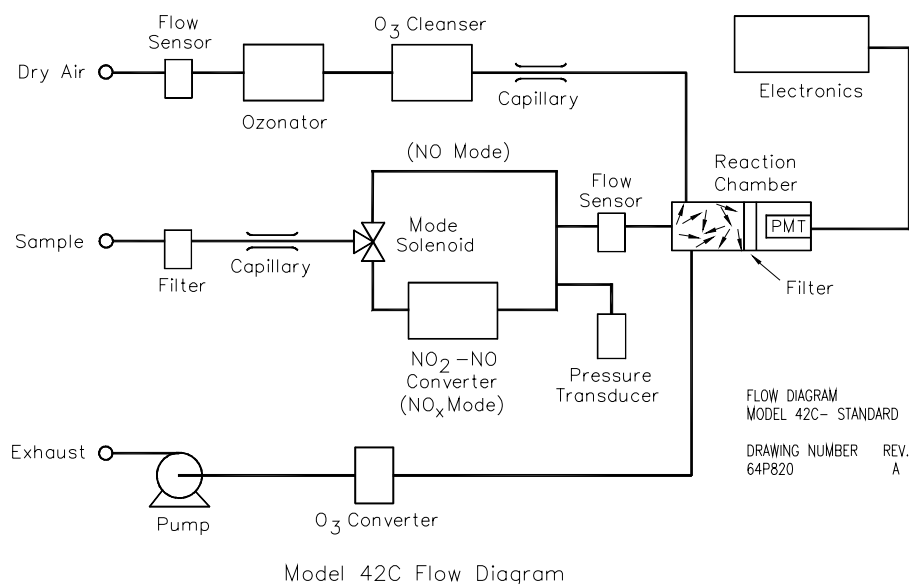 Flow
Sensor
O3 Cleanser
Dry Air
Ozonator
Capillary
Electronics
(NO Mode)
Flow
Sensor
Reaction
Chamber
Sample
Filter
Capillary
Mode
Solenoid
PMT
Filter
NO2-NO
Converter
(NOx Mode)
Pressure
Transducer
FLOW DIAGRAM
MODEL 42C- STANDARD
DRAWING NUMBER REV.
64P820 A
Exhaust
Pump
O3 Converter
Model 42C Flow Diagram